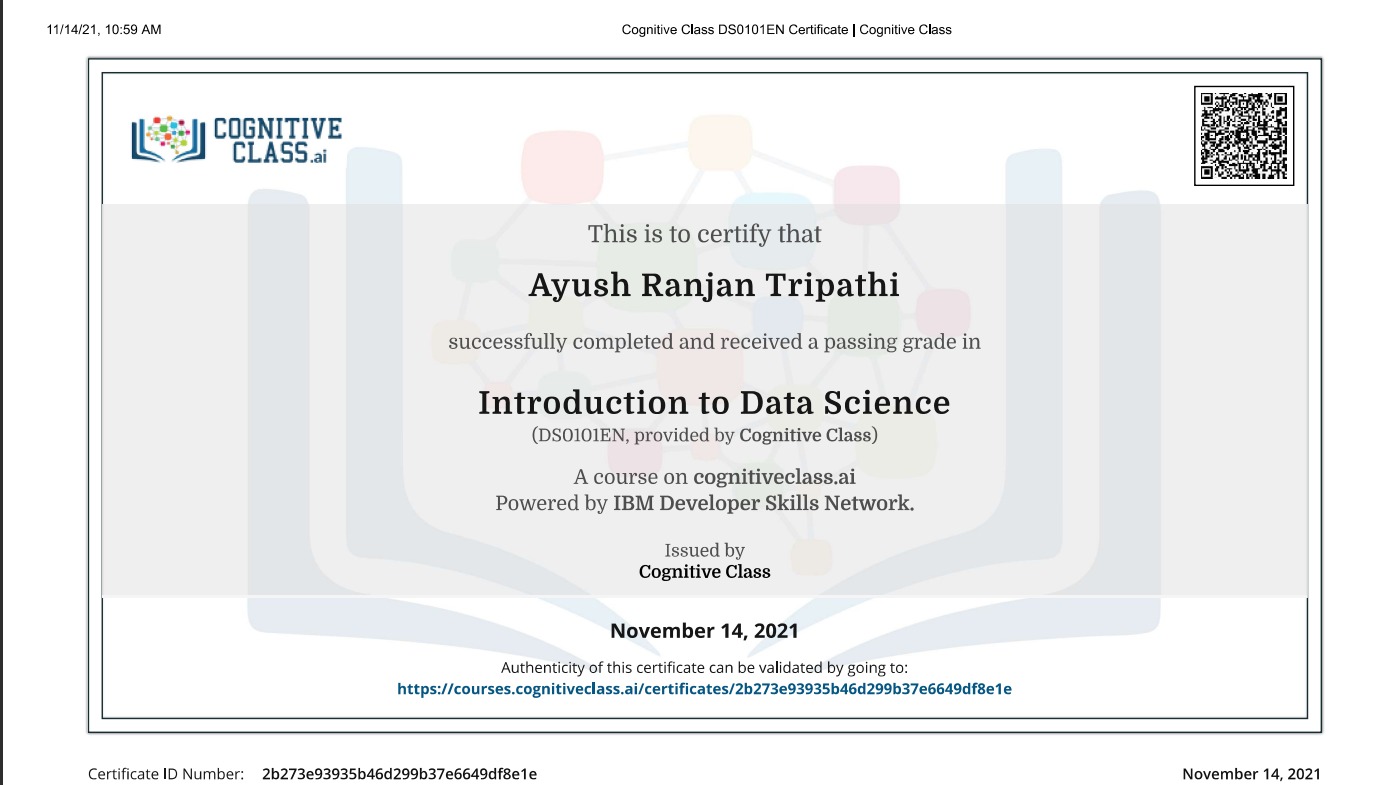 11/14/21, 10:59 AM
Cognitive Class DS0101EN Certificate | Cognitive Class
COGNITIVE
CLASS.ai
This is to certify that
Ayush Ranjan Tripathi
successfully completed and received a passing grade in
Introduction to Data Science
(DS0101EN, provided by Cognitive Class)
A course on cognitiveclass.ai
Powered by IBM Developer Skills Network.
Issued by
Cognitive Class
November 14, 2021
Authenticity of this certificate can be validated by going to:
https://courses.cognitiveclass.ai/certificates/2b273e93935b46d299b37e6649df8e1e
Certificate ID Number: 2b273e93935b46d299b37e6649df8e1e
November 14, 2021